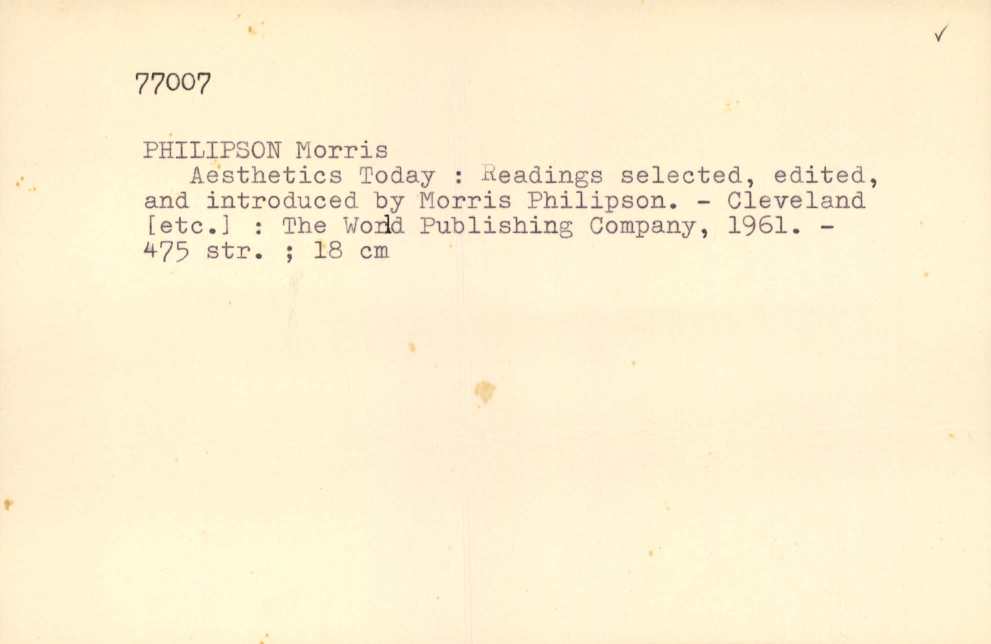 77007
PHILIPSON Morris
Aesthetics Today : Readings selected, edited,
and introduced by Morris Philipson. - Cleveland
[etc.] : The World Publishing Company, 1961. -
475 str. ; 18 cm